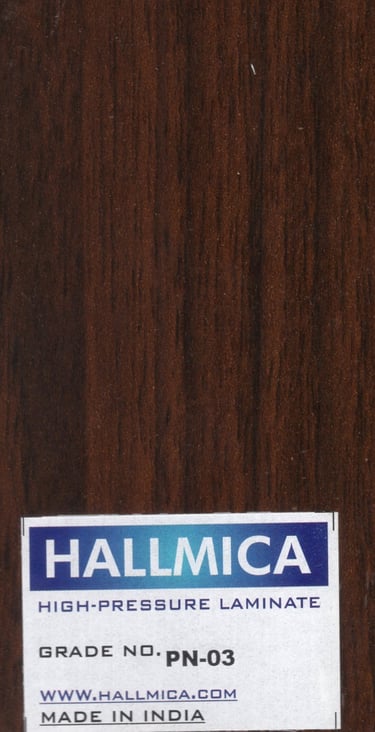 HALLMICA
HIGH-PRESSURE LAMINATE
GRADE NO. PN-03
WWW.HALLMICA.COM
MADE IN INDIA